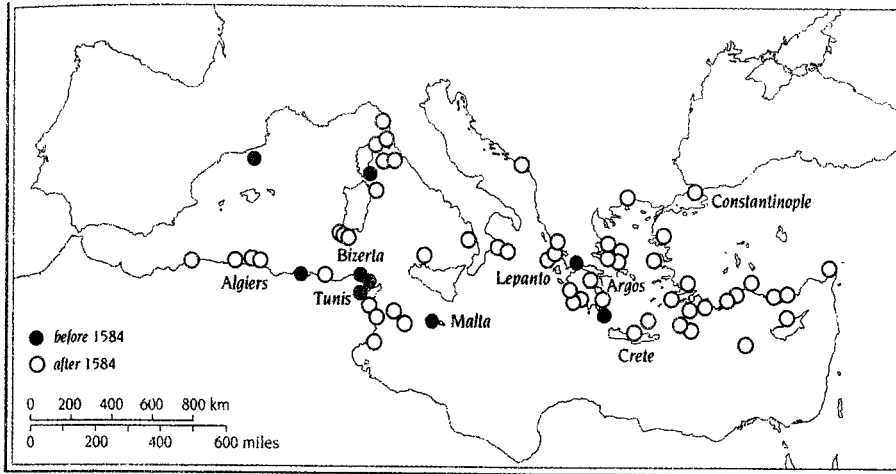 Constantinople
Bizerta
Lepanto
Algiers
Argos
Tunis
Malta
before 1584
after 1584
Crete
0 200 400 600 800 km
0 200 400 600 miles